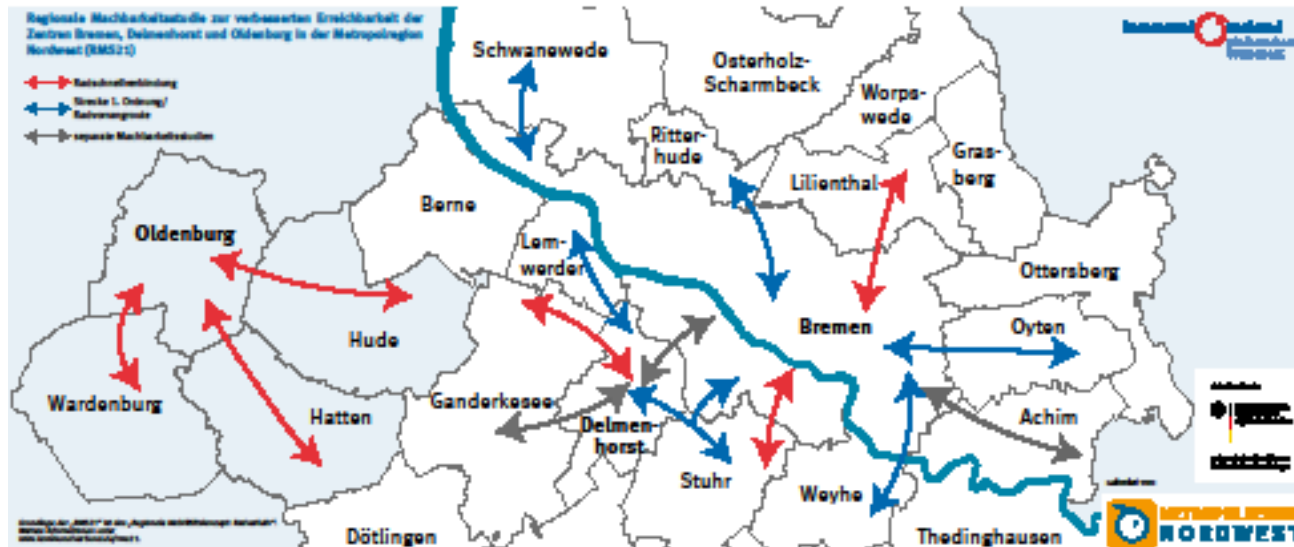 Regionale Machbarkeitsstudie zur verbesserten Erreichbarkeit der
Zentren Bremen, Delmenhorst und Oldenburg in der Metropolregion
Nordwest (RMS21)
Radschnellverbindung
Strecke 1. Ordnung/
Radvorrangroute
separate Machbarkeitsstudien
Schwanewede
Osterholz-
Scharmbeck
Worps-
wede
Ritter-
hude
Gras-
berg
Lilienthal
Berne
Oldenburg
Lem-
werder
Ottersberg
Bremen
Oyten
Hude
Wardenburg
Hatten
Ganderkesee
Delmen-
horst
Achim
Stuhr
Weyhe
Dötlingen
Thedinghausen
NORDWEST